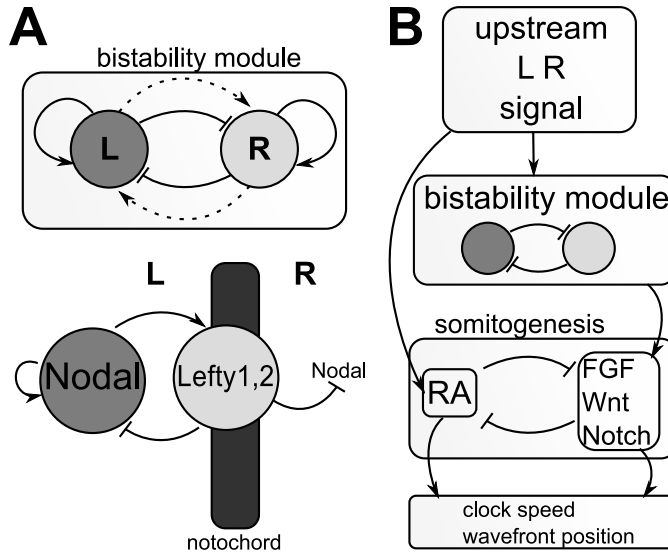 A
bistability module
L
R
L
R
Nodal
Lefty1,2
Nodal
notochord
B
upstream
L R
signal
bistability module
somitogenesis
RA
FGF
Wnt
Notch
clock speed
wavefront position